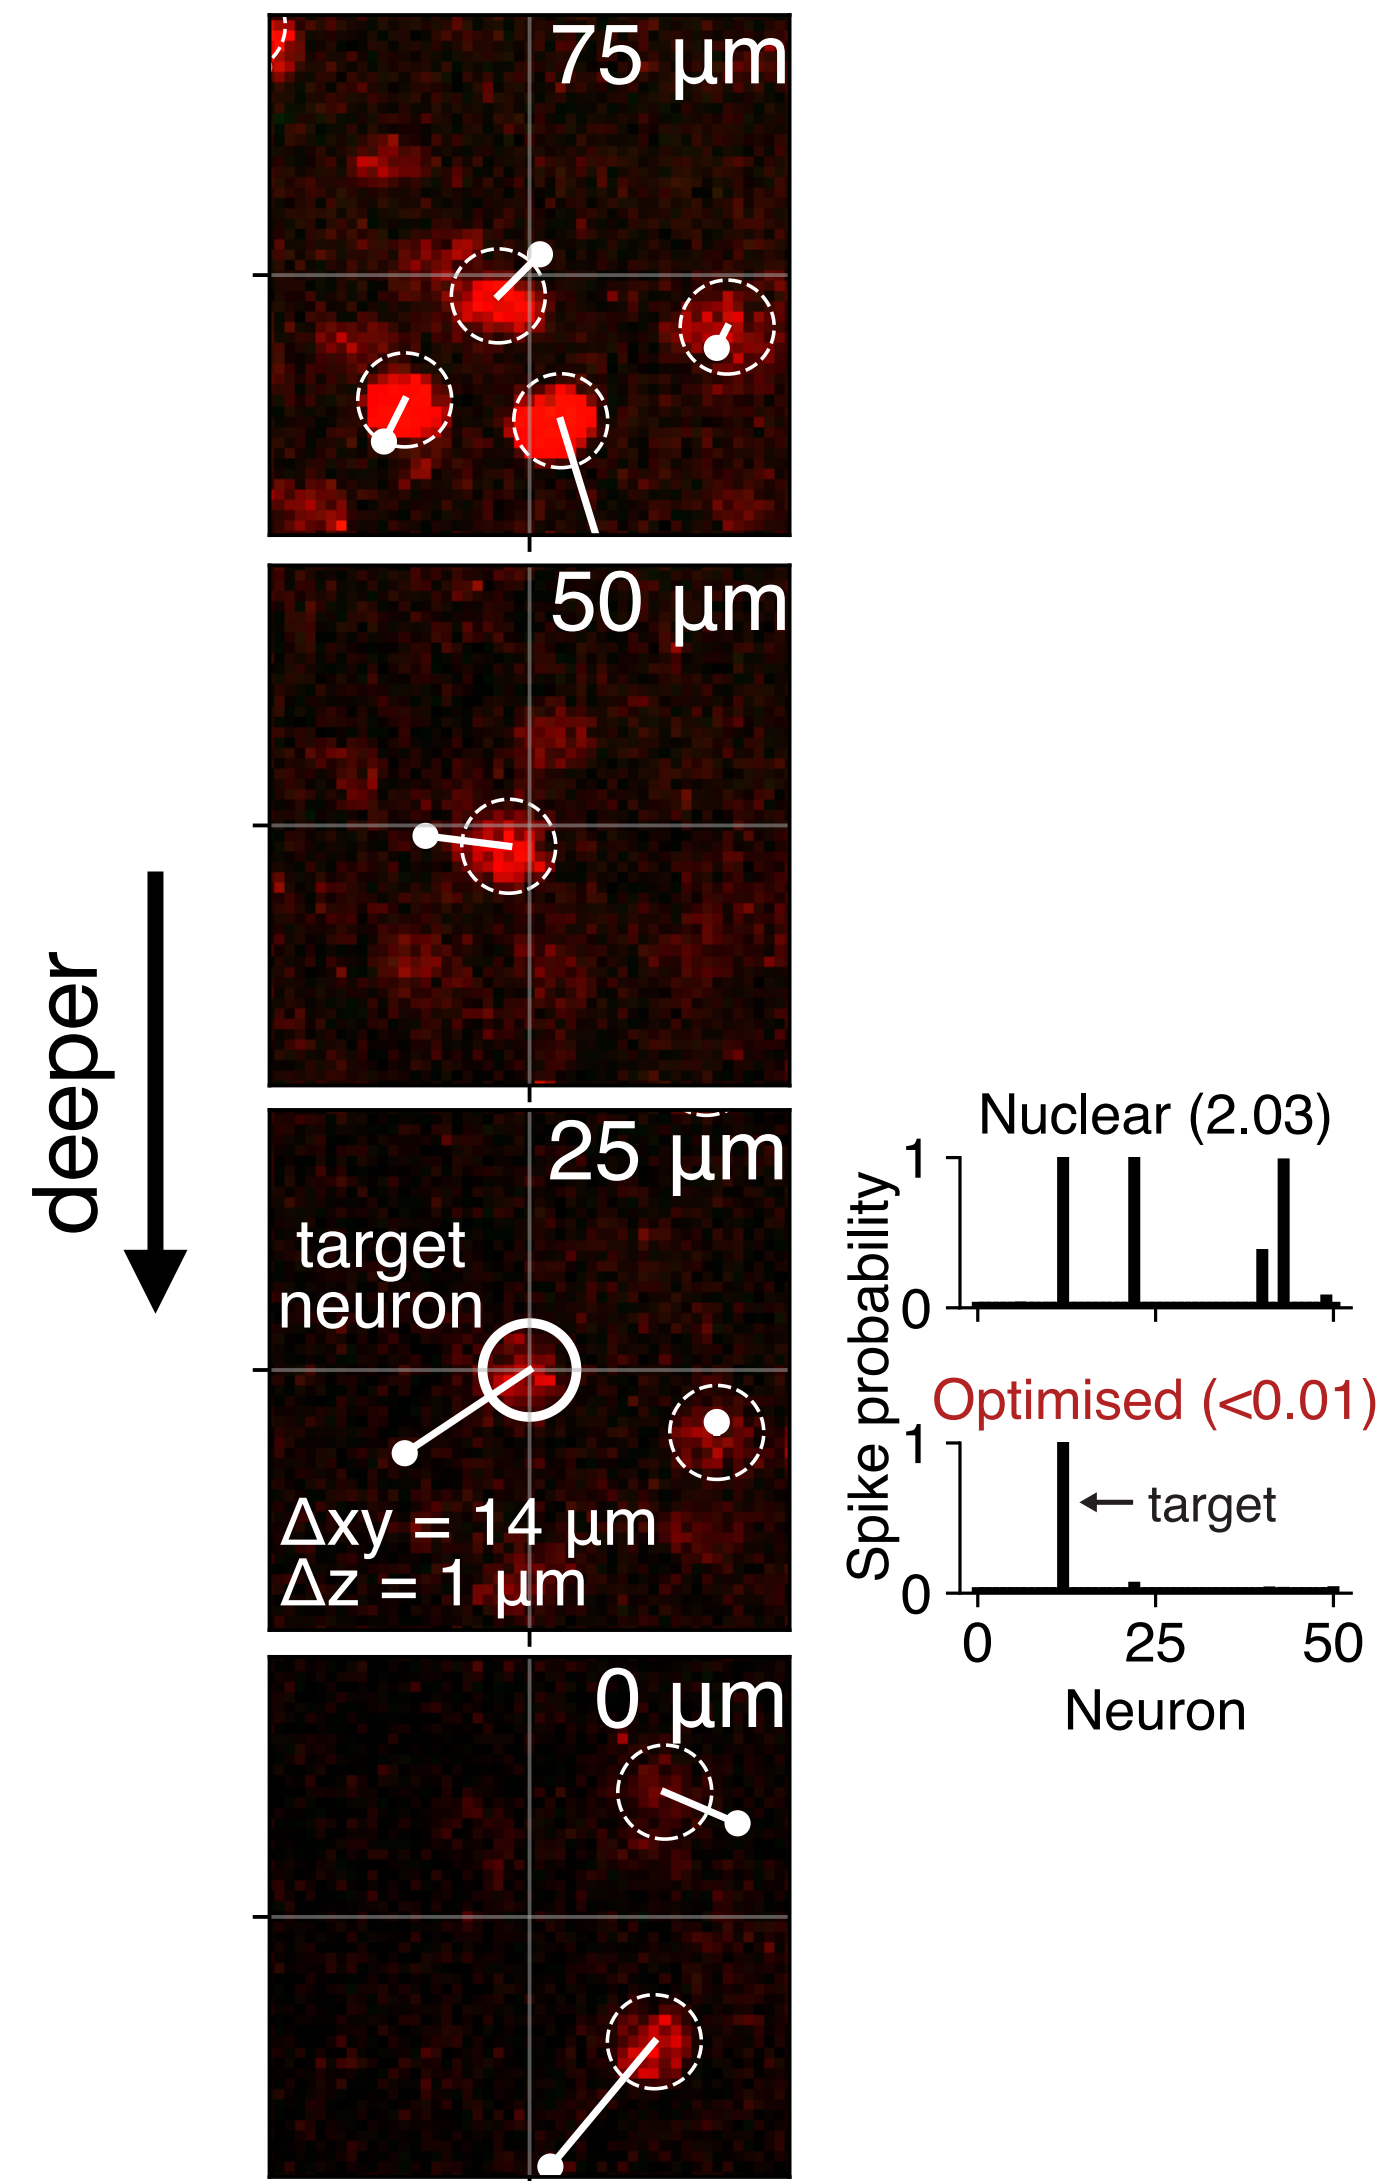 75 µm
50 µm
deeper
25 µm
target
neuron
Δxy = 14 µm
Δz = 1 µm
0 µm
Nuclear (2.03)
Spike probability
1
0
Optimised (<0.01)
1
target
0
0 25 50
Neuron